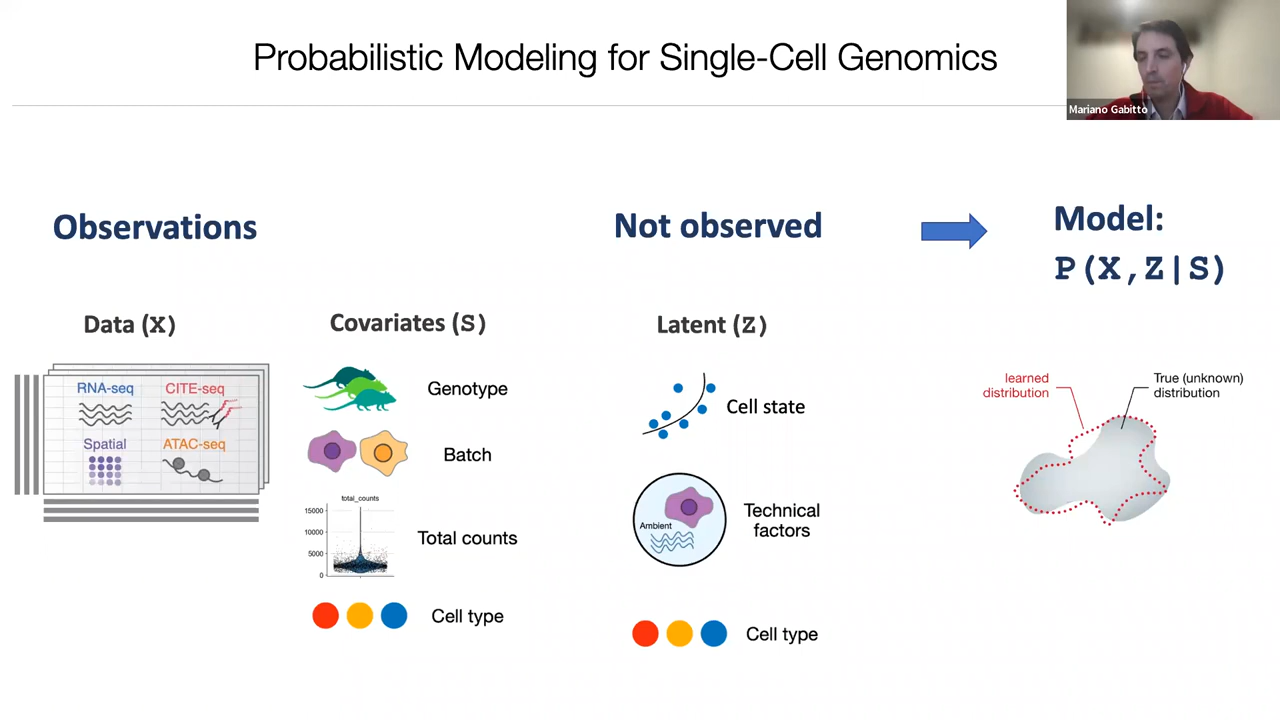 Probabilistic Modeling for Single-Cell Genomics
Mariano Gabitto
Observations
Not observed
Model:
P(X,Z|S)
Data (X)
Covariates (S)
Latent (Z)
RNA-seq
CITE-seq
Spatial
ATAC-seq
Genotype
Batch
total_counts
15000
10000
5000
0
Total counts
Cell type
Cell state
Ambient
Technical
factors
Cell type
learned
distribution
True (unknown)
distribution